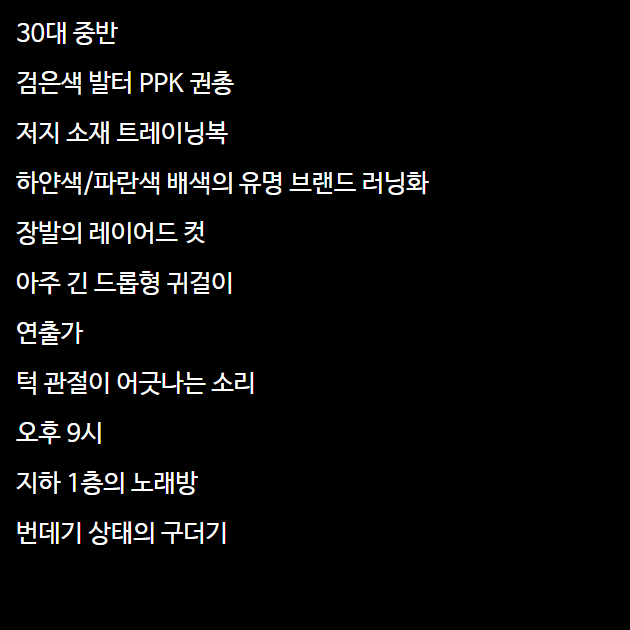 30대 중반
검은색 발터 PPK 권총
저지 소재 트레이닝복
하얀색/파란색 배색의 유명 브랜드 러닝화
장발의 레이어드 컷
아주 긴 드롭형 귀걸이
연출가
턱 관절이 어긋나는 소리
오후 9시
지하 1층의 노래방
번데기 상태의 구더기